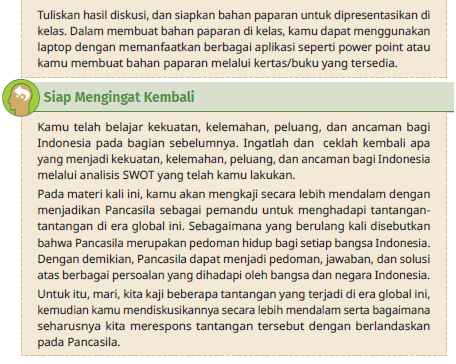 Tuliskan hasil diskusi, dan siapkan bahan paparan untuk dipresentasikan di
kelas. Dalam membuat bahan paparan di kelas, kamu dapat menggunakan
laptop dengan memanfaatkan berbagai aplikasi seperti power point atau
kamu membuat bahan paparan melalui kertas/buku yang tersedia.
Siap Mengingat Kembali
Kamu telah belajar kekuatan, kelemahan, peluang, dan ancaman bagi
Indonesia pada bagian sebelumnya. Ingatlah dan ceklah kembali apa
yang menjadi kekuatan, kelemahan, peluang, dan ancaman bagi Indonesia
melalui analisis SWOT yang telah kamu lakukan.
Pada materi kali ini, kamu akan mengkaji secara lebih mendalam dengan
menjadikan Pancasila sebagai pemandu untuk menghadapi tantangan-
tantangan di era global ini. Sebagaimana yang berulang kali disebutkan
bahwa Pancasila merupakan pedoman hidup bagi setiap bangsa Indonesia.
Dengan demikian, Pancasila dapat menjadi pedoman, jawaban, dan solusi
atas berbagai persoalan yang dihadapi oleh bangsa dan negara Indonesia.
Untuk itu, mari, kita kaji beberapa tantangan yang terjadi di era global ini,
kemudian kamu mendiskusikannya secara lebih mendalam serta bagaimana
seharusnya kita merespons tantangan tersebut dengan berlandaskan
pada Pancasila.